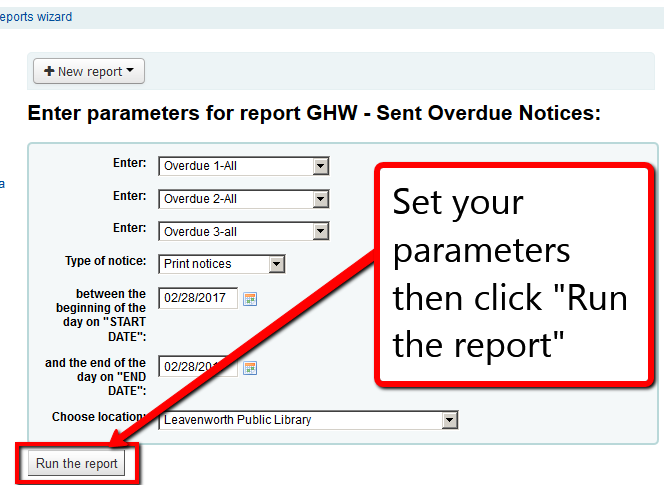 eports wizard
+ New report
Enter parameters for report GHW - Sent Overdue Notices:
a
Enter: Overdue 1-All
Enter: Overdue 2-All
Enter: Overdue 3-all
Type of notice: Print notices
between the
beginning of the
day on "START
DATE":
02/28/2017
and the end of the
day on "END
DATE":
02/28/201
Choose location: Leavenworth Public Library
Run the report
Set your
parameters
then click "Run
the report"